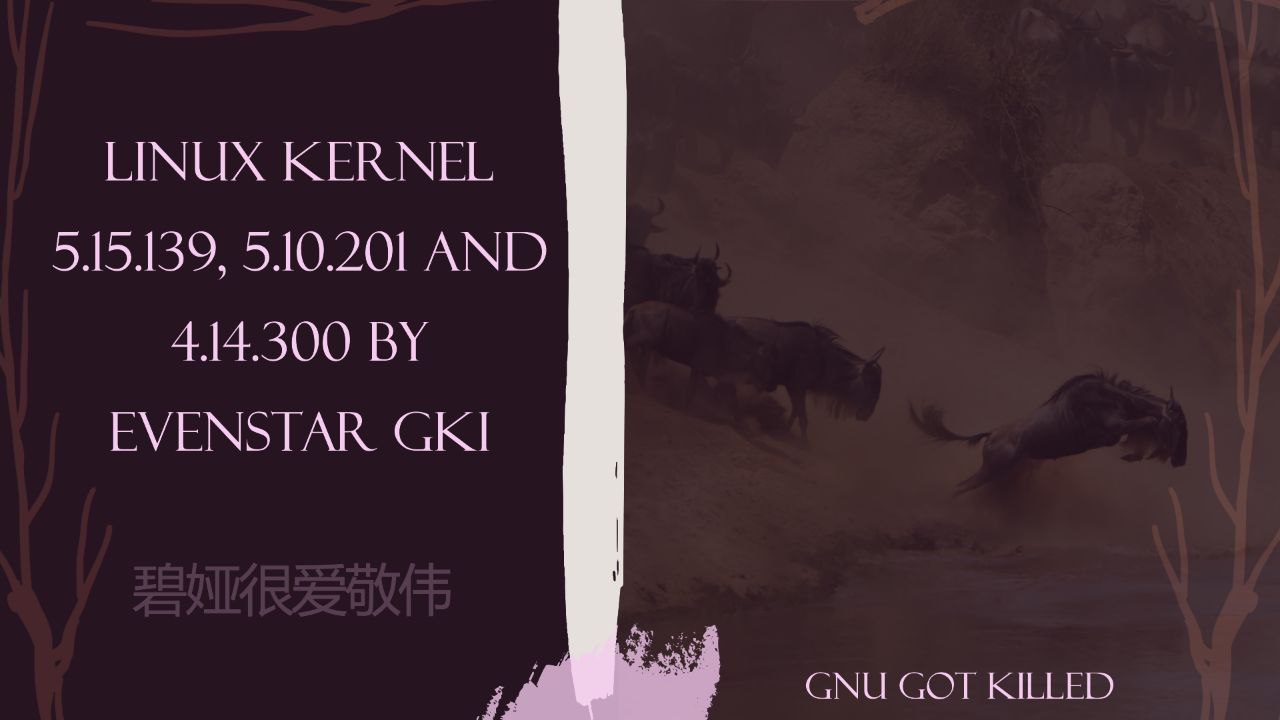 LINUX KERNEL
5.15.139, 5.10.201 AND
4.14.300 BY
EVENSTAR GKI
碧娅很爱敬伟
GNU GOT KILLED